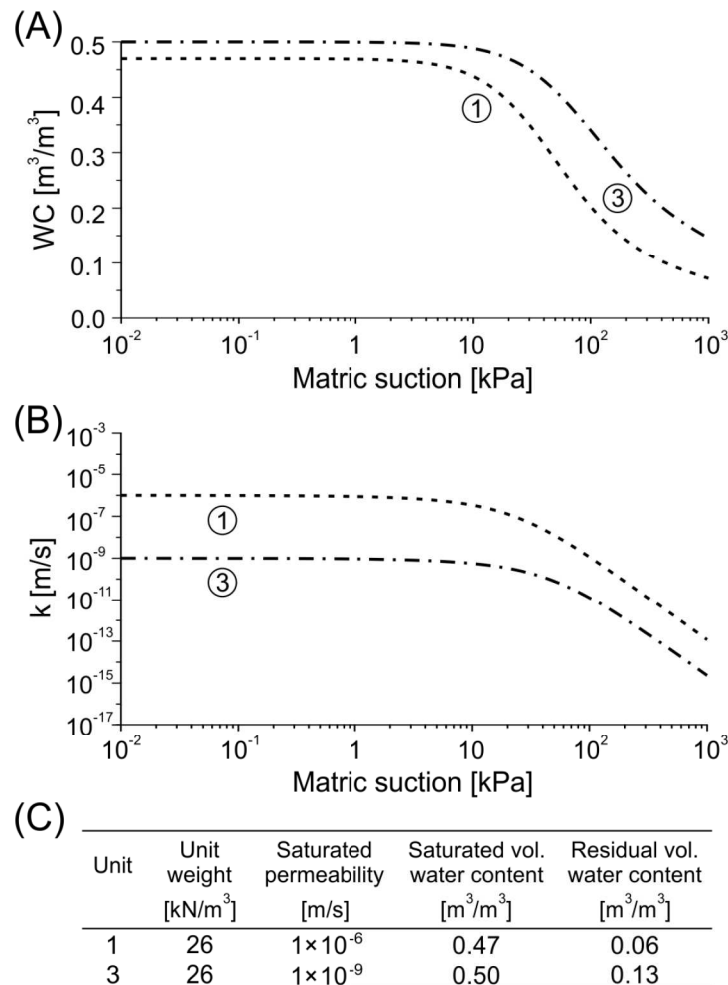 (A)
0.5
0.4
0.3
0.2
0.1
0.0
WC [m³/m³]
①
③
10⁻² 10⁻¹ 1 10 10² 10³
Matric suction [kPa]
(B)
10⁻³
10⁻⁵
10⁻⁷
10⁻⁹
10⁻¹¹
10⁻¹³
10⁻¹⁵
10⁻¹⁷
k [m/s]
①
③
10⁻² 10⁻¹ 1 10 10² 10³
Matric suction [kPa]
(C)
Unit Unit weight Saturated permeability Saturated vol. water content Residual vol. water content
[kN/m³] [m/s] [m³/m³] [m³/m³]
1 26 1×10⁻⁶ 0.47 0.06
3 26 1×10⁻⁹ 0.50 0.13